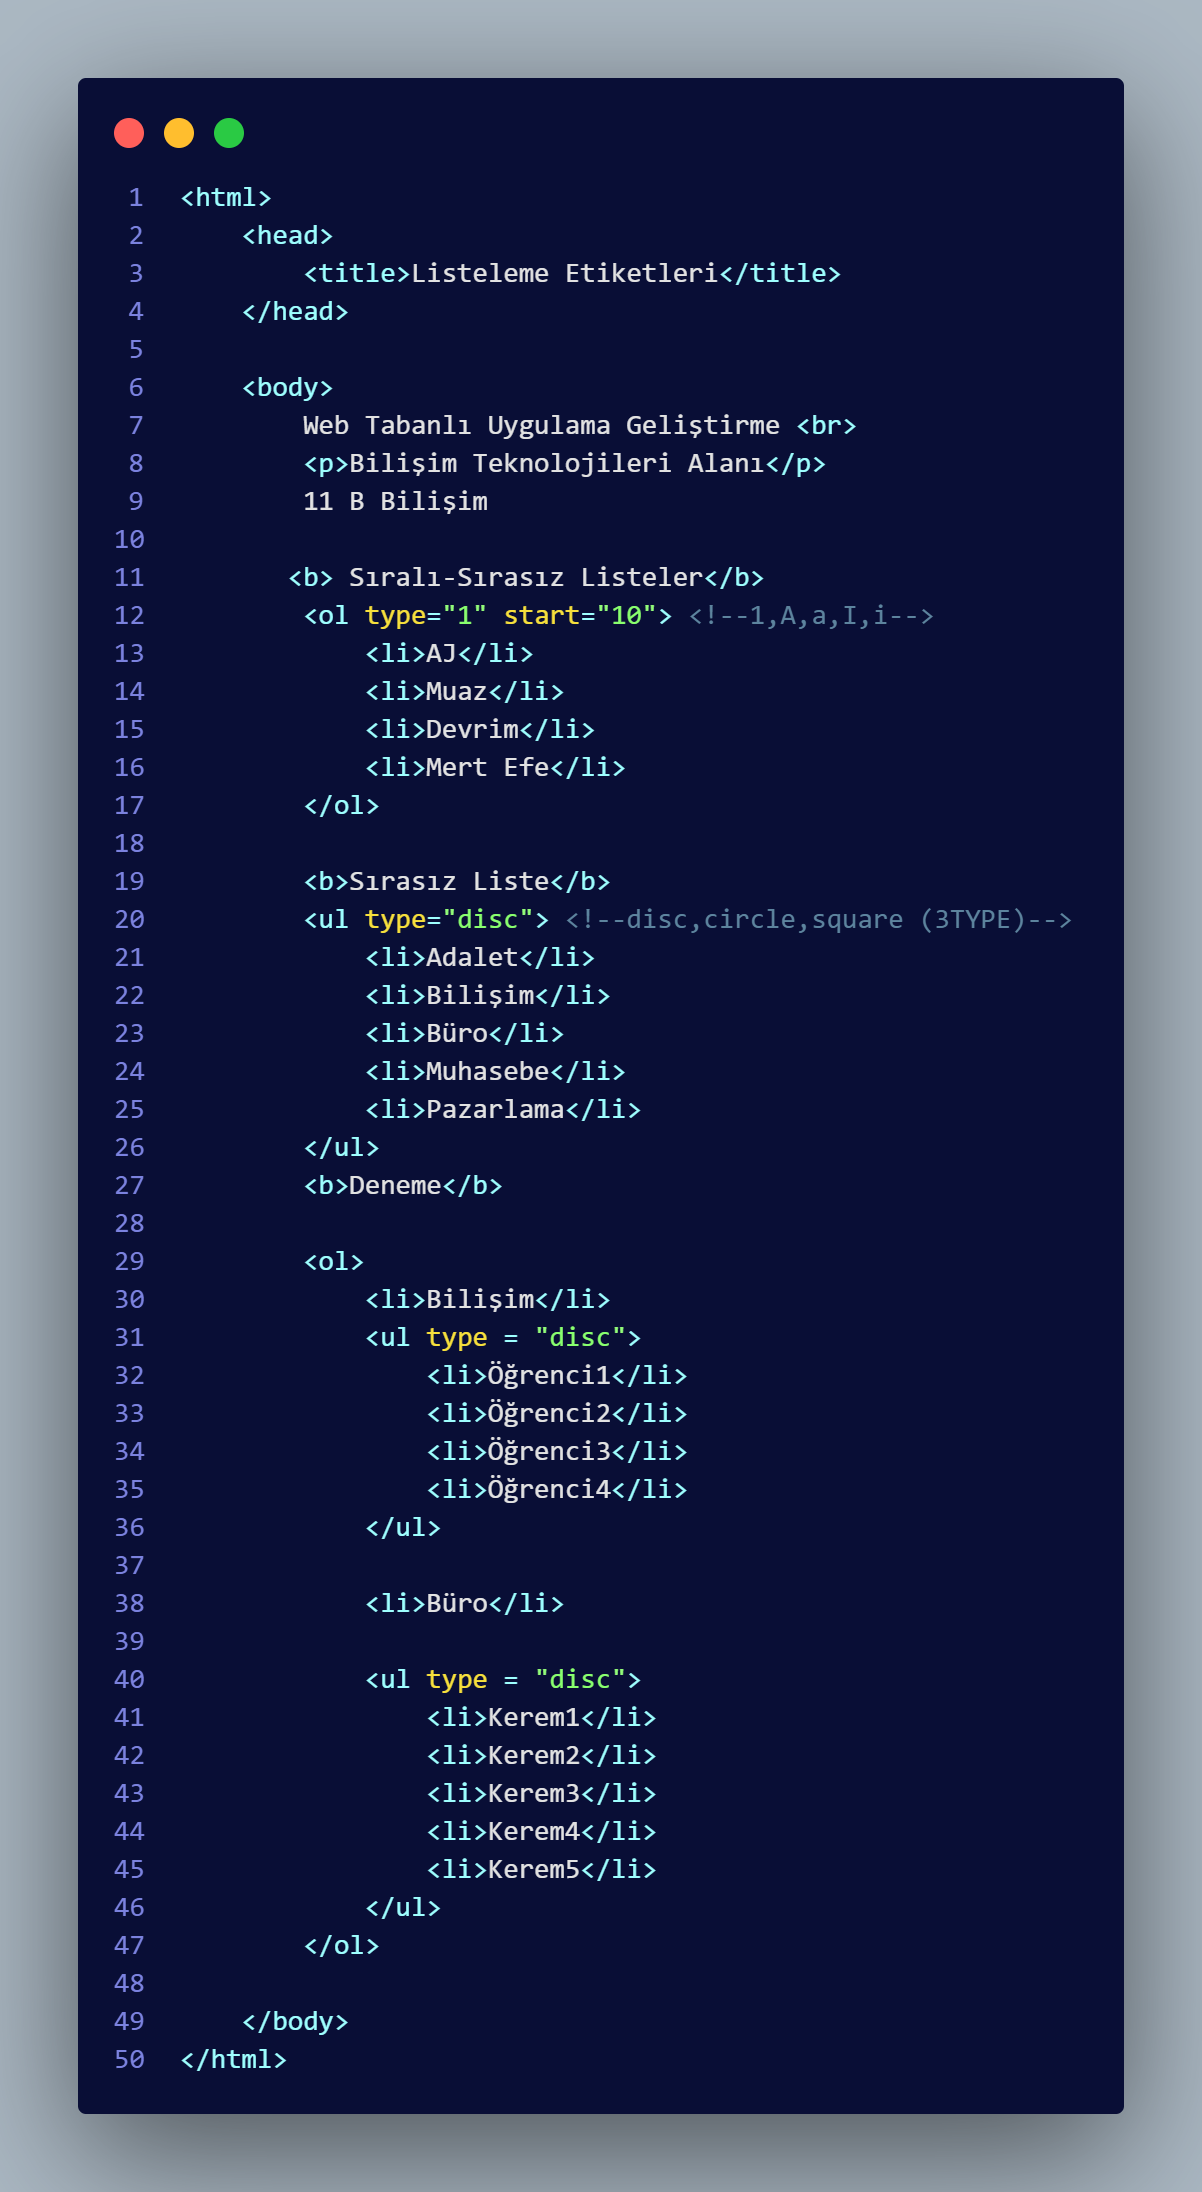 1 <html>
2     <head>
3         <title>Listeleme Etiketleri</title>
4     </head>
5
6     <body>
7         Web Tabanlı Uygulama Geliştirme <br>
8         <p>Bilişim Teknolojileri Alanı</p>
9         11 B Bilişim
10
11        <b> Sıralı-Sırasız Listeler</b>
12         <ol type="1" start="10"> <!--1,A,a,I,i-->
13             <li>AJ</li>
14             <li>Muaz</li>
15             <li>Devrim</li>
16             <li>Mert Efe</li>
17         </ol>
18
19         <b>Sırasız Liste</b>
20         <ul type="disc"> <!--disc,circle,square (3TYPE)-->
21             <li>Adalet</li>
22             <li>Bilişim</li>
23             <li>Büro</li>
24             <li>Muhasebe</li>
25             <li>Pazarlama</li>
26         </ul>
27         <b>Deneme</b>
28
29         <ol>
30             <li>Bilişim</li>
31             <ul type = "disc">
32                 <li>Öğrenci1</li>
33                 <li>Öğrenci2</li>
34                 <li>Öğrenci3</li>
35                 <li>Öğrenci4</li>
36             </ul>
37
38             <li>Büro</li>
39
40             <ul type = "disc">
41                 <li>Kerem1</li>
42                 <li>Kerem2</li>
43                 <li>Kerem3</li>
44                 <li>Kerem4</li>
45                 <li>Kerem5</li>
46             </ul>
47         </ol>
48
49     </body>
50 </html>